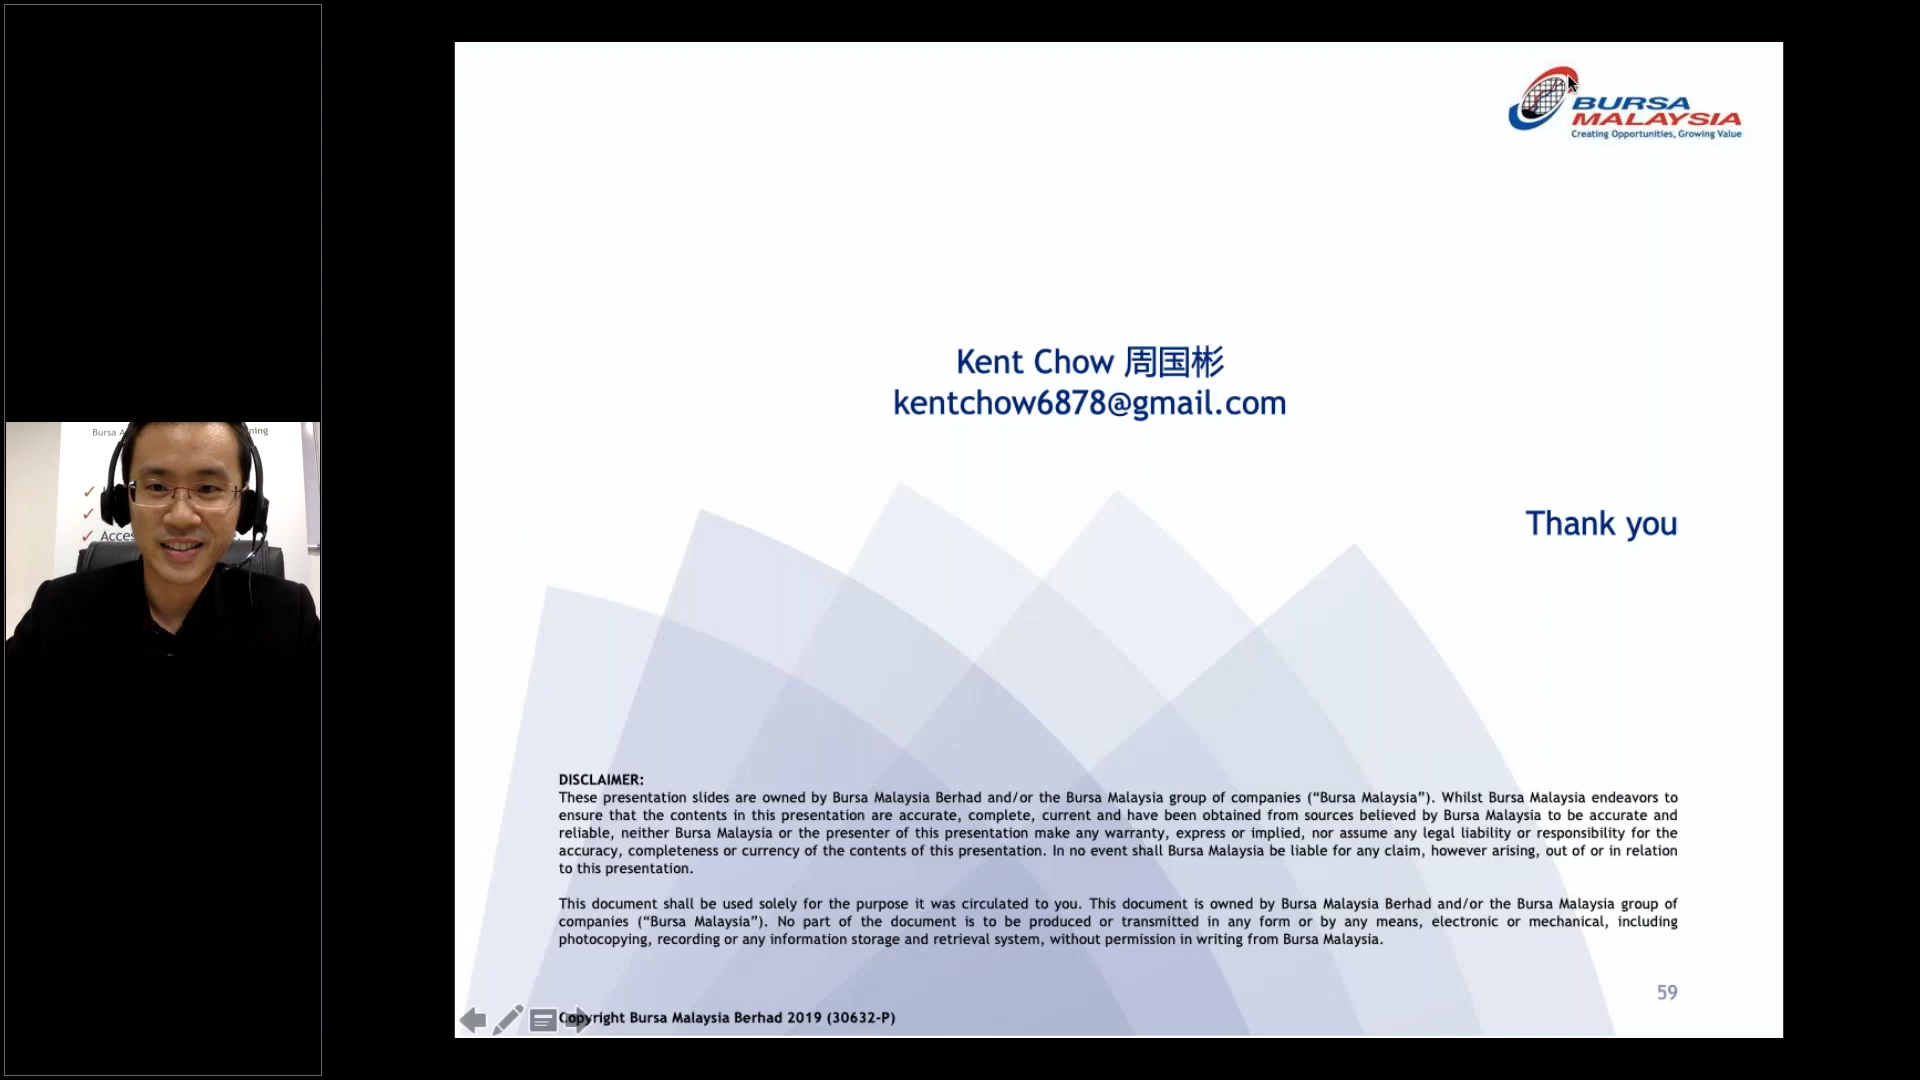 Bursa A
ning
✓
✓
✓ Acces
BURSA
MALAYSIA
Creating Opportunities, Growing Value
Kent Chow 周国彬
kentchow6878@gmail.com
Thank you
DISCLAIMER:
These presentation slides are owned by Bursa Malaysia Berhad and/or the Bursa Malaysia group of companies (“Bursa Malaysia”). Whilst Bursa Malaysia endeavors to
ensure that the contents in this presentation are accurate, complete, current and have been obtained from sources believed by Bursa Malaysia to be accurate and
reliable, neither Bursa Malaysia or the presenter of this presentation make any warranty, express or implied, nor assume any legal liability or responsibility for the
accuracy, completeness or currency of the contents of this presentation. In no event shall Bursa Malaysia be liable for any claim, however arising, out of or in relation
to this presentation.
This document shall be used solely for the purpose it was circulated to you. This document is owned by Bursa Malaysia Berhad and/or the Bursa Malaysia group of
companies (“Bursa Malaysia”). No part of the document is to be produced or transmitted in any form or by any means, electronic or mechanical, including
photocopying, recording or any information storage and retrieval system, without permission in writing from Bursa Malaysia.
59
Copyright Bursa Malaysia Berhad 2019 (30632-P)